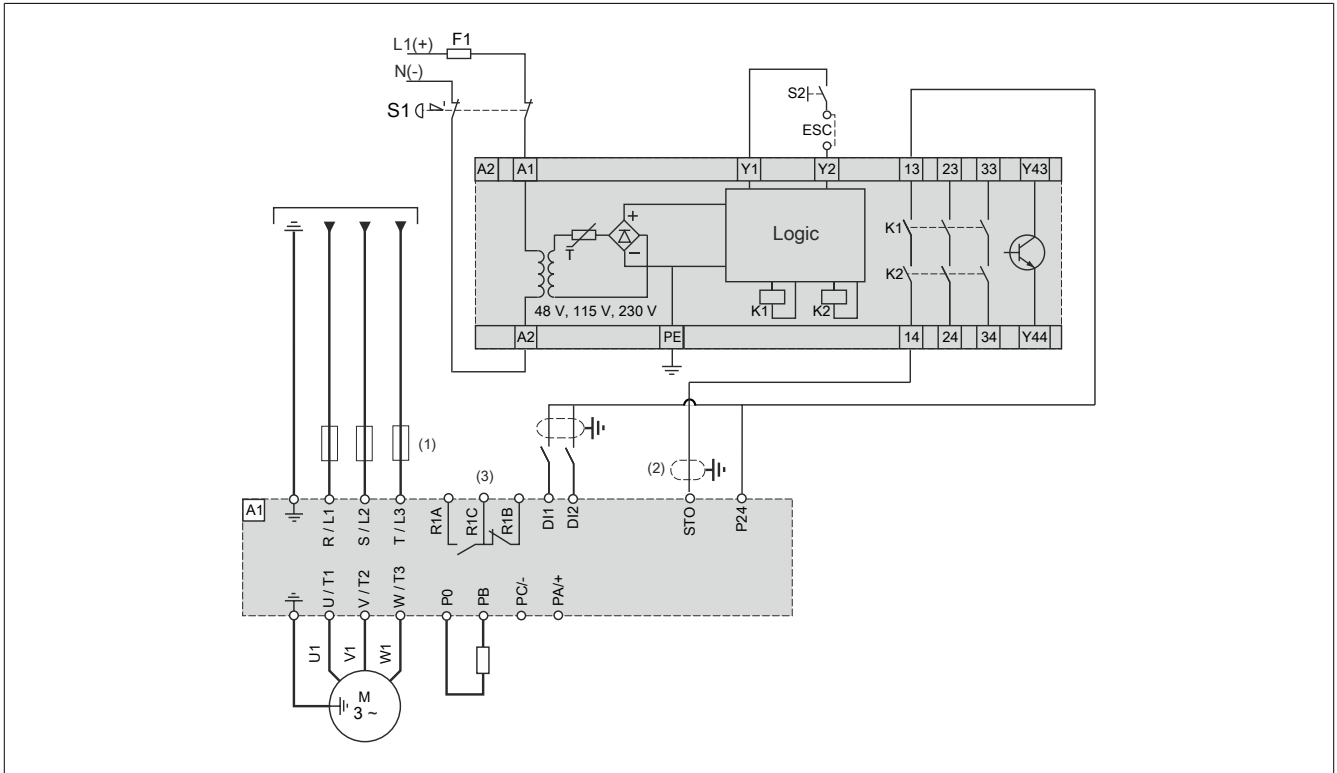 L1(+) F1
N(-)
S1
S2
ESC
A2 A1 Y1 Y2 13 23 33 Y43
+
T
-
Logic
K1
K2
K1 K2
48 V, 115 V, 230 V
A2 PE 14 24 34 Y44
(1) (2) (3)
A1
R / L1
S / L2
T / L3
R1A
R1C
R1B
DI1
DI2
STO
P24
U / T1
V / T2
W / T3
P0
PB
PC/-
PA/+
U1
V1
W1
M
3 ~